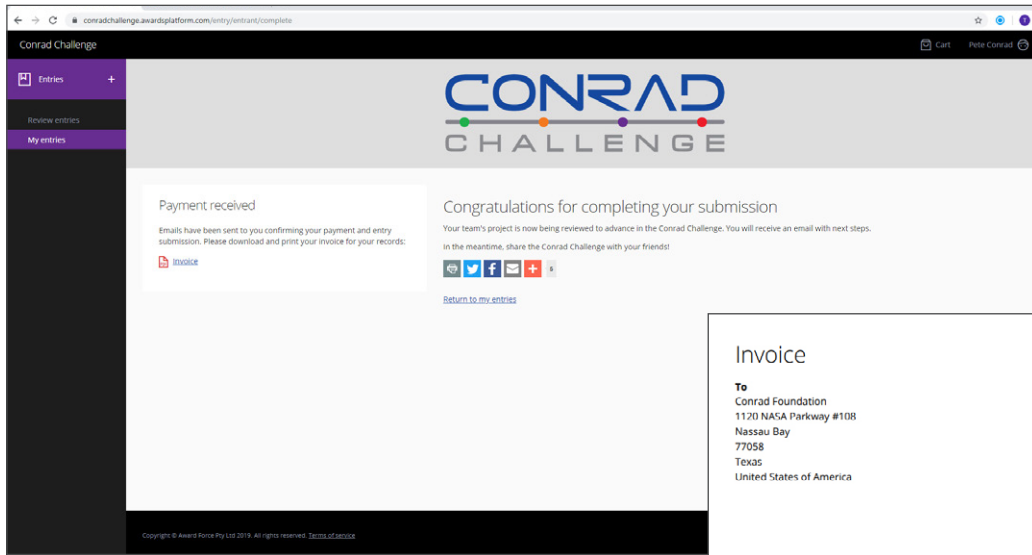 conradchallenge.awardsplatform.com/entry/entrant/complete
T
Conrad Challenge
Cart
Pete Conrad
Entries +
Review entries
My entries
CONRAD
CHALLENGE
Payment received
Emails have been sent to you confirming your payment and entry
submission. Please download and print your invoice for your records:
Invoice
Congratulations for completing your submission
Your team's project is now being reviewed to advance in the Conrad Challenge. You will receive an email with next steps.
In the meantime, share the Conrad Challenge with your friends!
Return to my entries
Invoice
To
Conrad Foundation
1120 NASA Parkway #108
Nassau Bay
77058
Texas
United States of America
Copyright © Award Force Pty Ltd 2019. All rights reserved. Terms of service